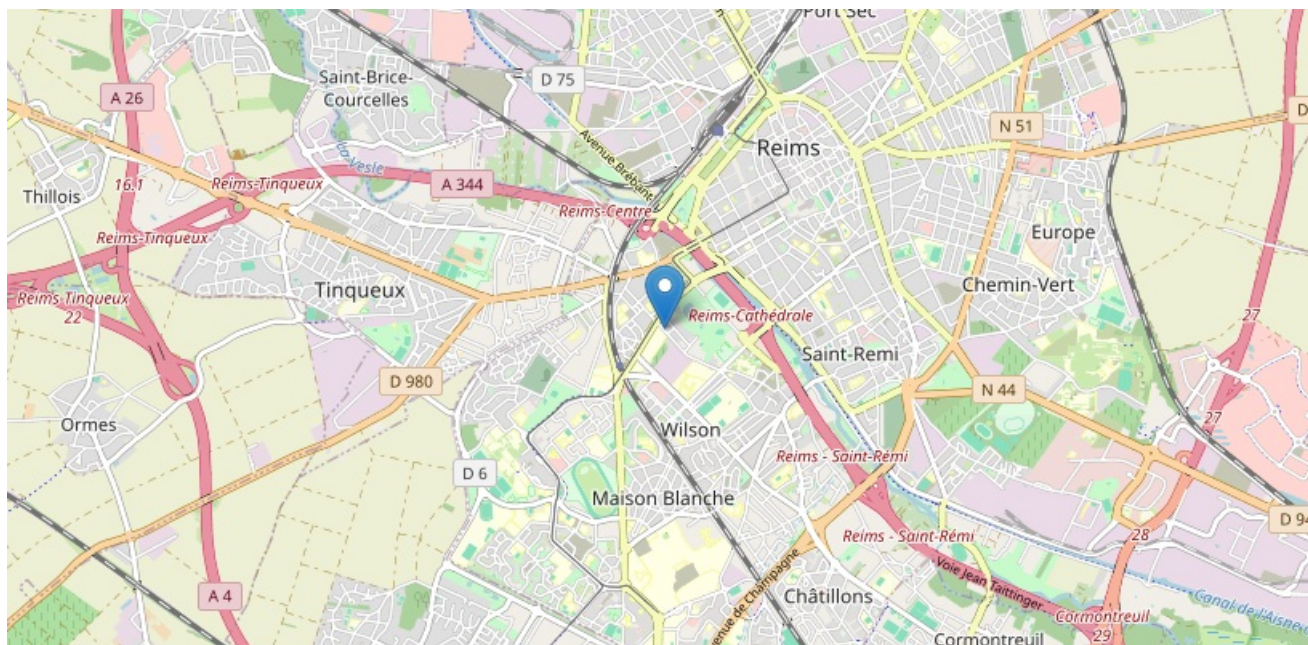 Port Sec
Saint-Brice-
Courcelles
D 75
A 26
N 51
Reims
Avenue Brébant
La Vesle
Reims-Tinqueux
A 344
Thillois
16.1
Reims-Centre
Reims-Tinqueux
Europe
Tinqueux
Chemin-Vert
Reims Tinqueux
22
Reims-Cathédrale
27
Saint-Remi
D 980
N 44
Ormes
27
Wilson
Reims - Saint-Rémi
D 6
Maison Blanche
D 94
Reims - Saint-Rémi
28
Avenue de Champagne
Voie Jean Taittinger
A 4
Châtillons
Canal de l'Aisne
Cormontreuil
29
Cormontreuil